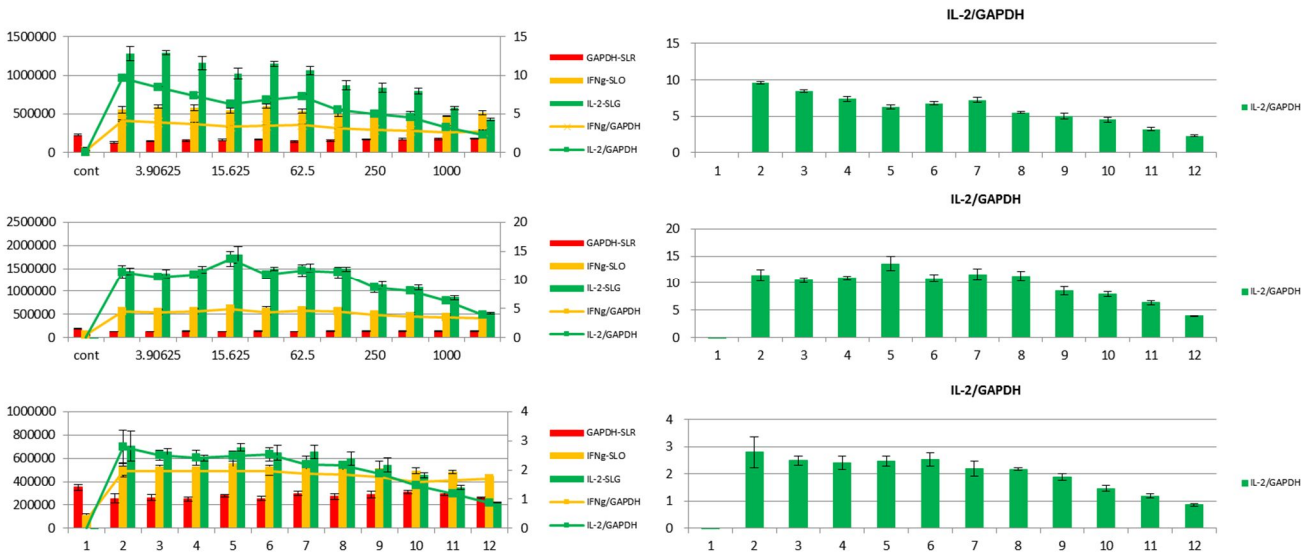 IL-2/GAPDH
1500000
1000000
500000
0
15
10
5
0
cont 3.90625 15.625 62.5 250 1000
GAPDH-SLR
IFNg-SLO
IL-2-SLG
IFNg/GAPDH
IL-2/GAPDH
15
10
5
0
1 2 3 4 5 6 7 8 9 10 11 12
IL-2/GAPDH
IL-2/GAPDH
2500000
2000000
1500000
1000000
500000
0
20
15
10
5
0
cont 3.90625 15.625 62.5 250 1000
GAPDH-SLR
IFNg-SLO
IL-2-SLG
IFNg/GAPDH
IL-2/GAPDH
20
15
10
5
0
1 2 3 4 5 6 7 8 9 10 11 12
IL-2/GAPDH
IL-2/GAPDH
1000000
800000
600000
400000
200000
0
4
3
2
1
0
1 2 3 4 5 6 7 8 9 10 11 12
GAPDH-SLR
IFNg-SLO
IL-2-SLG
IFNg/GAPDH
IL-2/GAPDH
4
3
2
1
0
1 2 3 4 5 6 7 8 9 10 11 12
IL-2/GAPDH